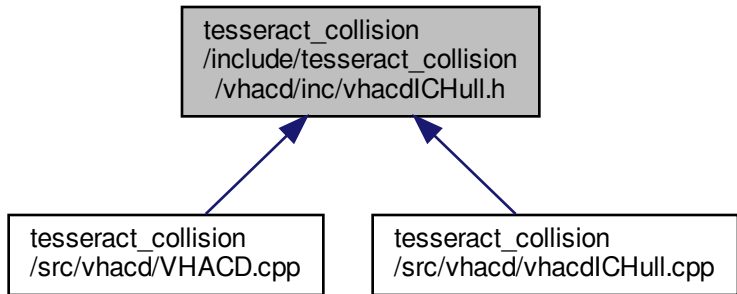 tesseract_collision
/include/tesseract_collision
/vhacd/inc/vhacdICHull.h
tesseract_collision
/src/vhacd/VHACD.cpp
tesseract_collision
/src/vhacd/vhacdICHull.cpp